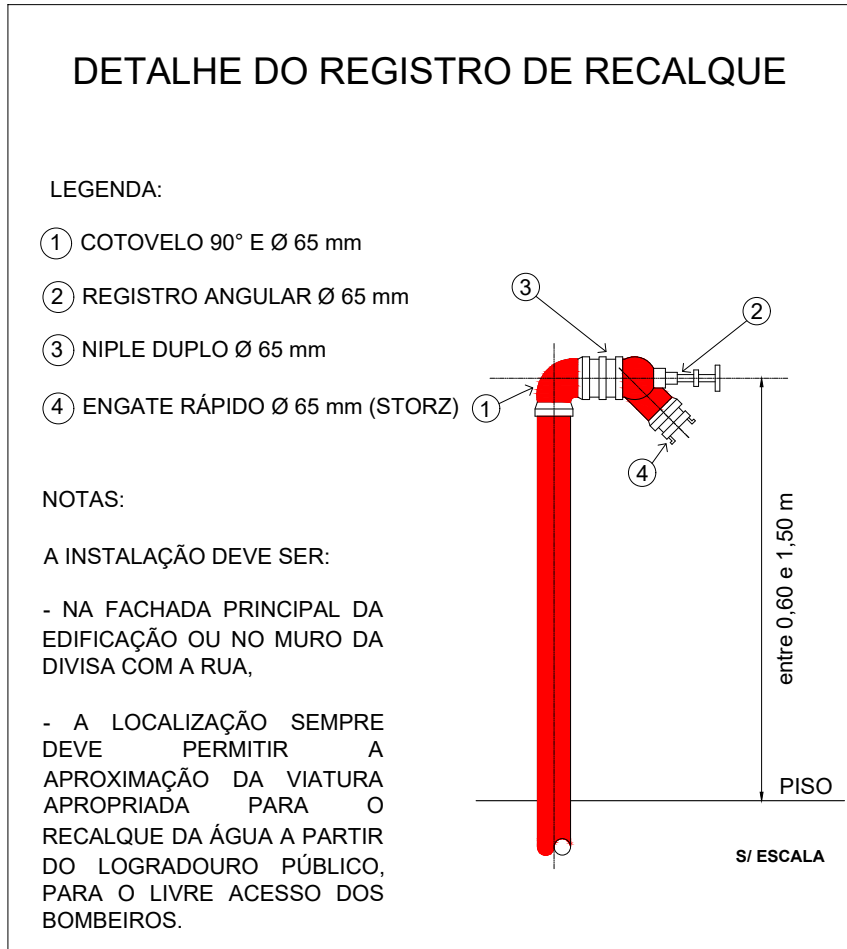 DETALHE DO REGISTRO DE RECALQUE
LEGENDA:
1 COTOVELO 90° E Ø 65 mm
2 REGISTRO ANGULAR Ø 65 mm
3 NIPLE DUPLO Ø 65 mm
4 ENGATE RÁPIDO Ø 65 mm (STORZ)
3
2
1
4
entre 0,60 e 1,50 m
PISO
S/ ESCALA
NOTAS:
A INSTALAÇÃO DEVE SER:
- NA FACHADA PRINCIPAL DA
EDIFICAÇÃO OU NO MURO DA
DIVISA COM A RUA,
- A LOCALIZAÇÃO SEMPRE
DEVE PERMITIR A
APROXIMAÇÃO DA VIATURA
APROPRIADA PARA O
RECALQUE DA ÁGUA A PARTIR
DO LOGRADOURO PÚBLICO,
PARA O LIVRE ACESSO DOS
BOMBEIROS.